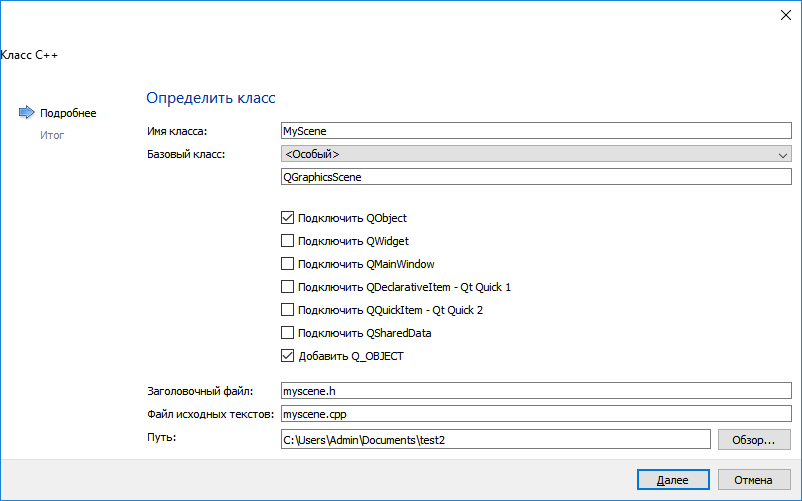 Класс C++
Определить класс
Подробнее
Итог
Имя класса: MyScene
Базовый класс: <Особый>
QGraphicsScene
Подключить QObject
Подключить QWidget
Подключить QMainWindow
Подключить QDeclarativeItem - Qt Quick 1
Подключить QQuickItem - Qt Quick 2
Подключить QSharedData
Добавить Q_OBJECT
Заголовочный файл: myscene.h
Файл исходных текстов: myscene.cpp
Путь: C:\Users\Admin\Documents\test2 Обзор...
Далее Отмена